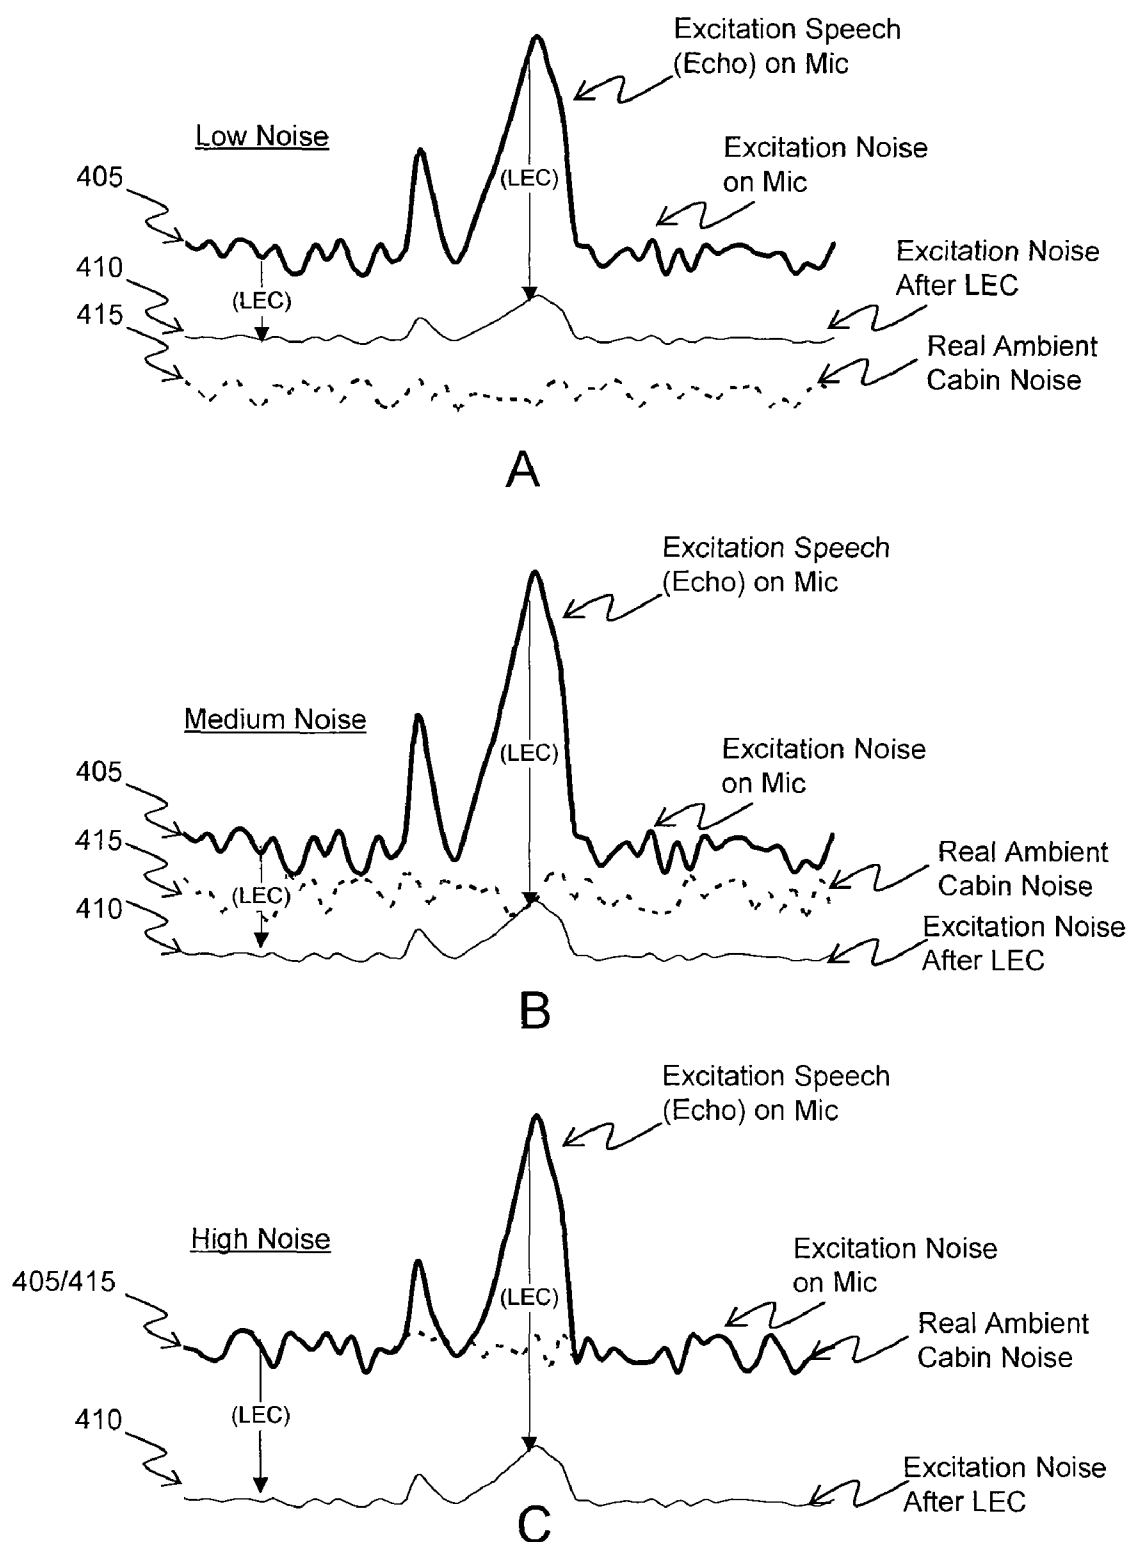 Excitation Speech
(Echo) on Mic
Low Noise
Excitation Noise
on Mic
405
(LEC)
410
Excitation Noise
After LEC
(LEC)
415
Real Ambient
Cabin Noise
A
Excitation Speech
(Echo) on Mic
Medium Noise
Excitation Noise
on Mic
(LEC)
405
415
Real Ambient
Cabin Noise
(LEC)
410
Excitation Noise
After LEC
B
Excitation Speech
(Echo) on Mic
High Noise
Excitation Noise
on Mic
405/415
(LEC)
Real Ambient
Cabin Noise
410
(LEC)
Excitation Noise
After LEC
C